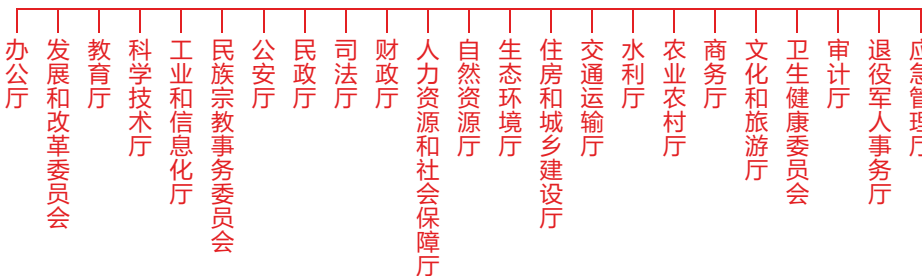 办公厅
发展和改革委员会
教育厅
科学技术厅
工业和信息化厅
民族宗教事务委员会
公安厅
民政厅
司法厅
财政厅
人力资源和社会保障厅
自然资源厅
生态环境厅
住房和城乡建设厅
交通运输厅
水利厅
农业农村厅
商务厅
文化和旅游厅
卫生健康委员会
审计厅
退役军人事务厅
应急管理厅